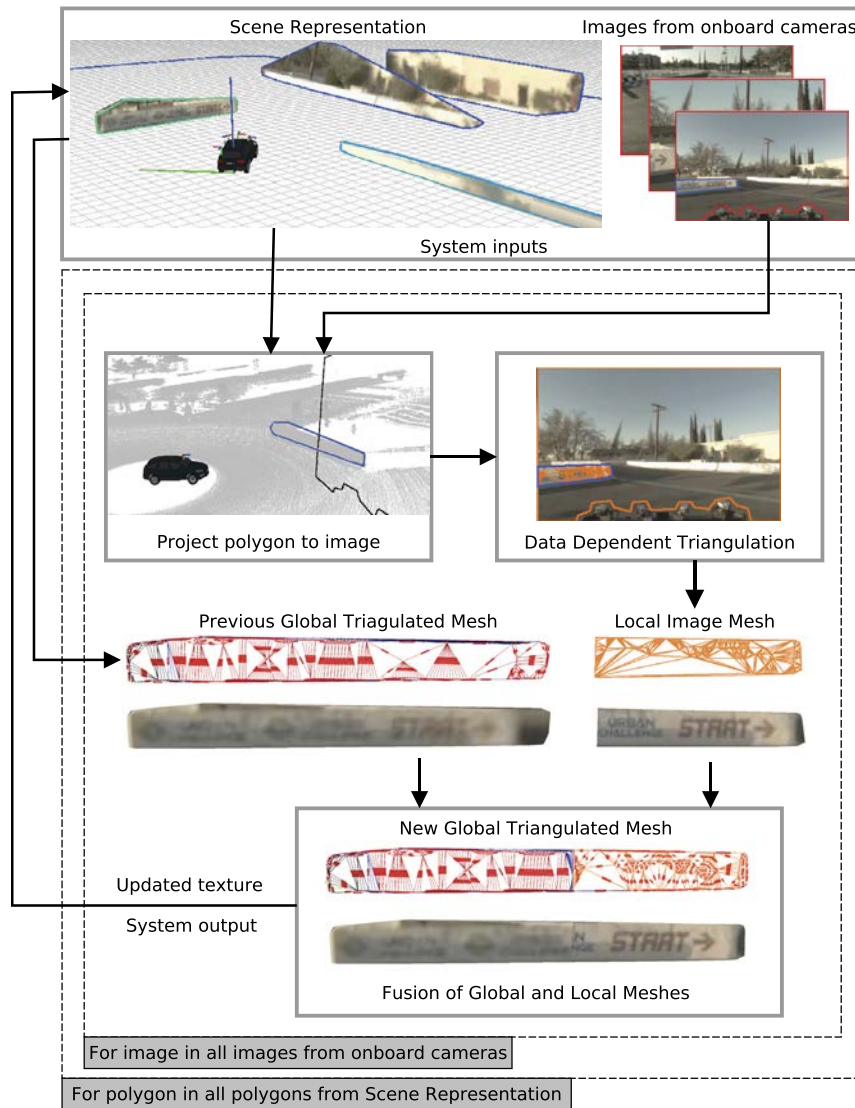 Scene Representation
Images from onboard cameras
System inputs
Project polygon to image
Data Dependent Triangulation
Previous Global Triagulated Mesh
Local Image Mesh
URBAN
CHALLENGE
START
START
New Global Triangulated Mesh
Updated texture
System output
START
Fusion of Global and Local Meshes
For image in all images from onboard cameras
For polygon in all polygons from Scene Representation